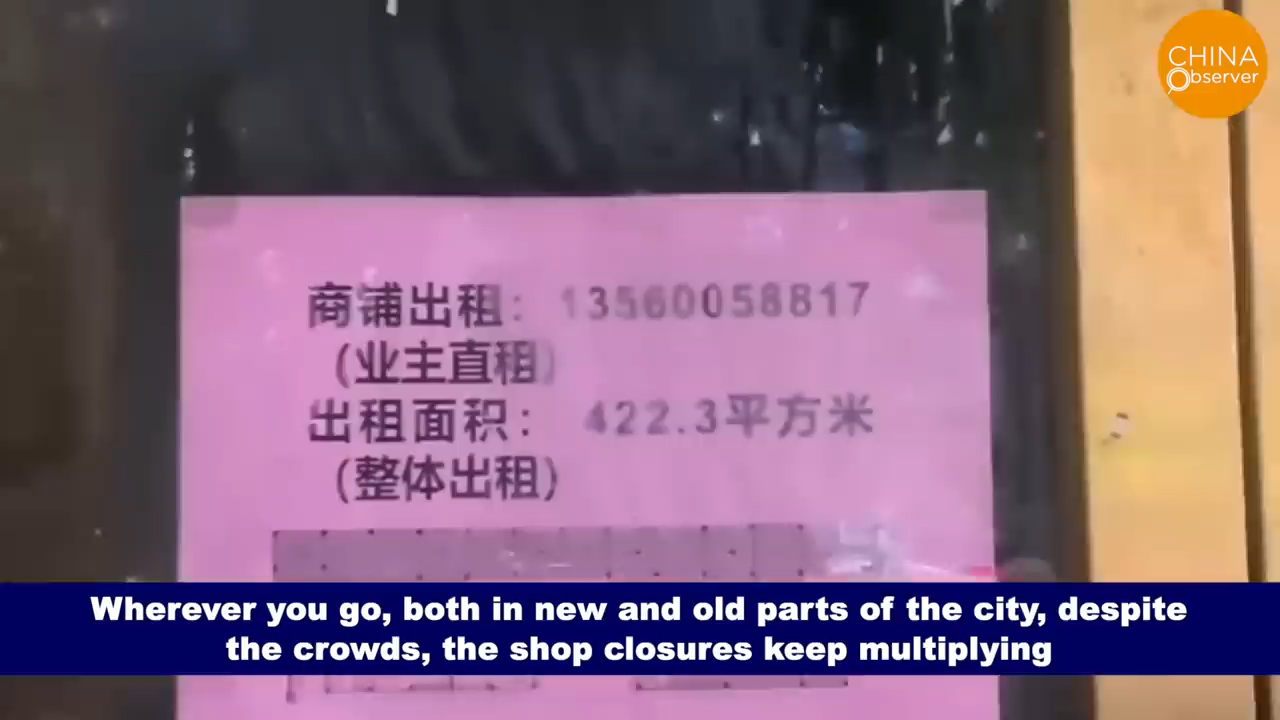 CHINA
Observer
商铺出租： 13560058817
(业主直租)
出租面积： 422.3平方米
(整体出租)
Wherever you go, both in new and old parts of the city, despite
the crowds, the shop closures keep multiplying